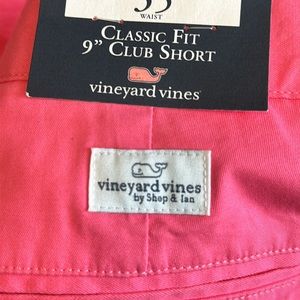 WAIST
CLASSIC FIT
9" CLUB SHORT
vineyard vines®
vineyard vines
by Shep & Ian